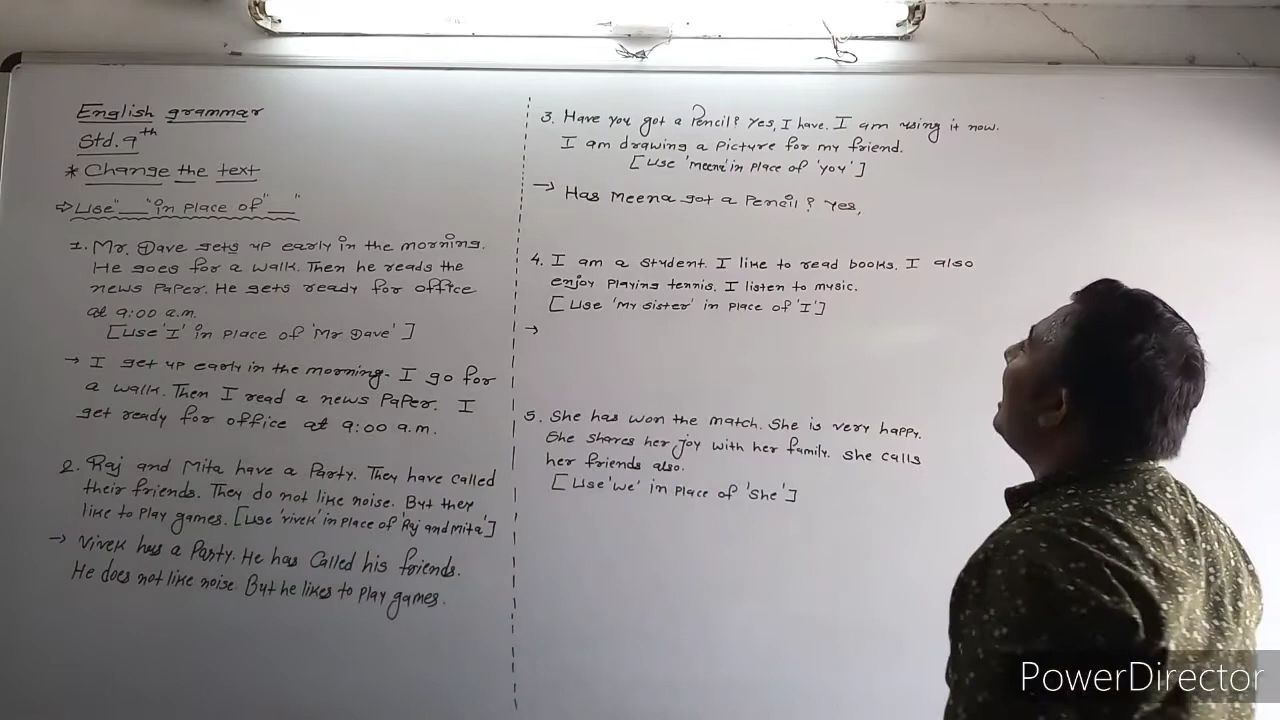 English grammar
Std. 9th
* Change the text
⇒ Use "___" in place of "___"
1. Mr. Dave gets up early in the morning.
He goes for a walk. Then he reads the
news paper. He gets ready for office
at 9:00 a.m.
[Use 'I' in place of 'Mr Dave']
→ I get up early in the morning. I go for
a walk. Then I read a news paper. I
get ready for office at 9:00 a.m.
2. Raj and Mita have a party. They have called
their friends. They do not like noise. But they
like to play games. [Use 'vivek' in place of 'Raj and Mita']
→ Vivek has a party. He has called his friends.
He does not like noise. But he likes to play games.
3. Have you got a pencil? Yes, I have. I am using it now.
I am drawing a picture for my friend.
[Use 'meena' in place of 'you']
→ Has Meena got a pencil? Yes,
4. I am a student. I like to read books. I also
enjoy playing tennis. I listen to music.
[Use 'My sister' in place of 'I']
→
5. She has won the match. She is very happy.
She shares her joy with her family. She calls
her friends also.
[Use 'we' in place of 'she']
PowerDirector